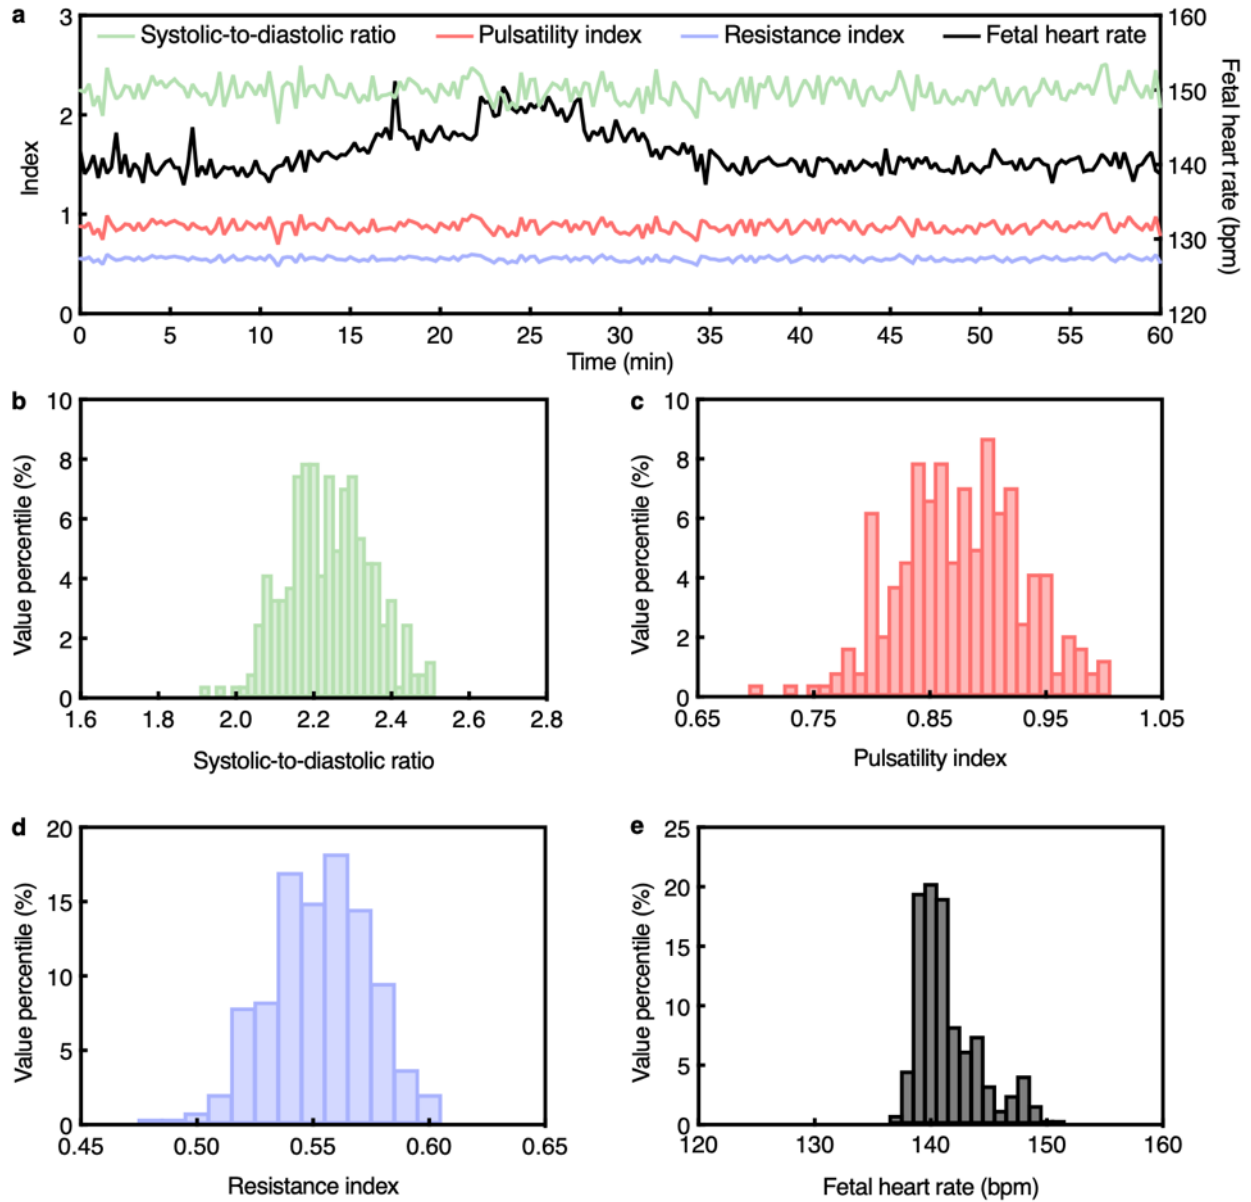 a
3
2
1
0
Index
Systolic-to-diastolic ratio
Pulsatility index
Resistance index
Fetal heart rate
160
150
140
130
120
Fetal heart rate (bpm)
0 5 10 15 20 25 30 35 40 45 50 55 60
Time (min)
b
10
8
6
4
2
0
Value percentile (%)
1.6 1.8 2.0 2.2 2.4 2.6 2.8
Systolic-to-diastolic ratio
c
10
8
6
4
2
0
Value percentile (%)
0.65 0.75 0.85 0.95 1.05
Pulsatility index
d
20
15
10
5
0
Value percentile (%)
0.45 0.50 0.55 0.60 0.65
Resistance index
e
25
20
15
10
5
0
Value percentile (%)
120 130 140 150 160
Fetal heart rate (bpm)